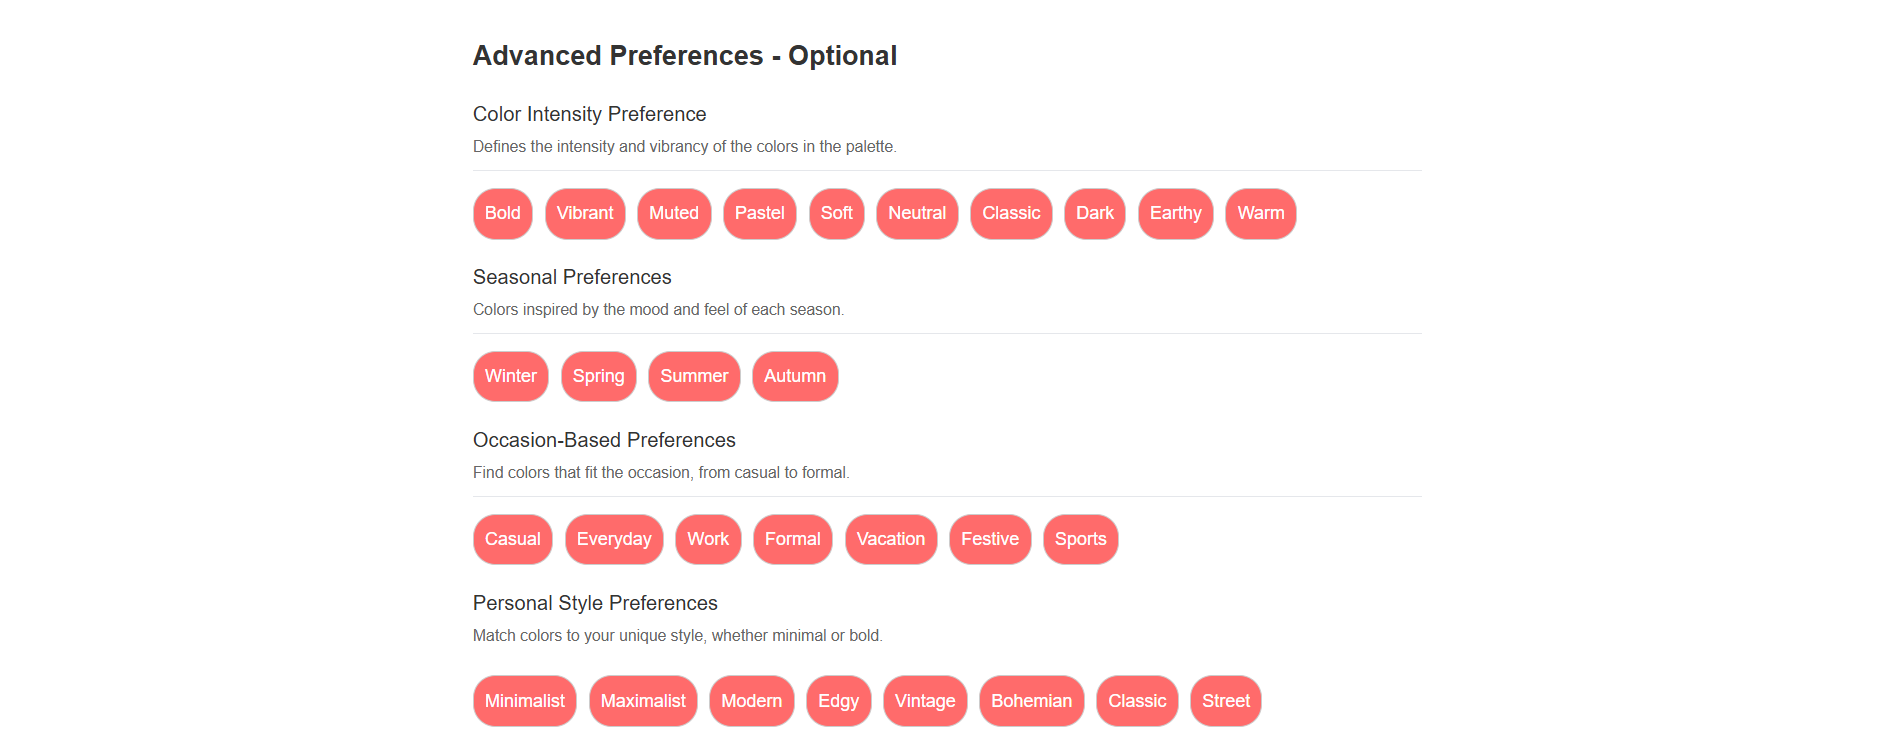 Advanced Preferences - Optional
Color Intensity Preference
Defines the intensity and vibrancy of the colors in the palette.
Bold Vibrant Muted Pastel Soft Neutral Classic Dark Earthy Warm
Seasonal Preferences
Colors inspired by the mood and feel of each season.
Winter Spring Summer Autumn
Occasion-Based Preferences
Find colors that fit the occasion, from casual to formal.
Casual Everyday Work Formal Vacation Festive Sports
Personal Style Preferences
Match colors to your unique style, whether minimal or bold.
Minimalist Maximalist Modern Edgy Vintage Bohemian Classic Street